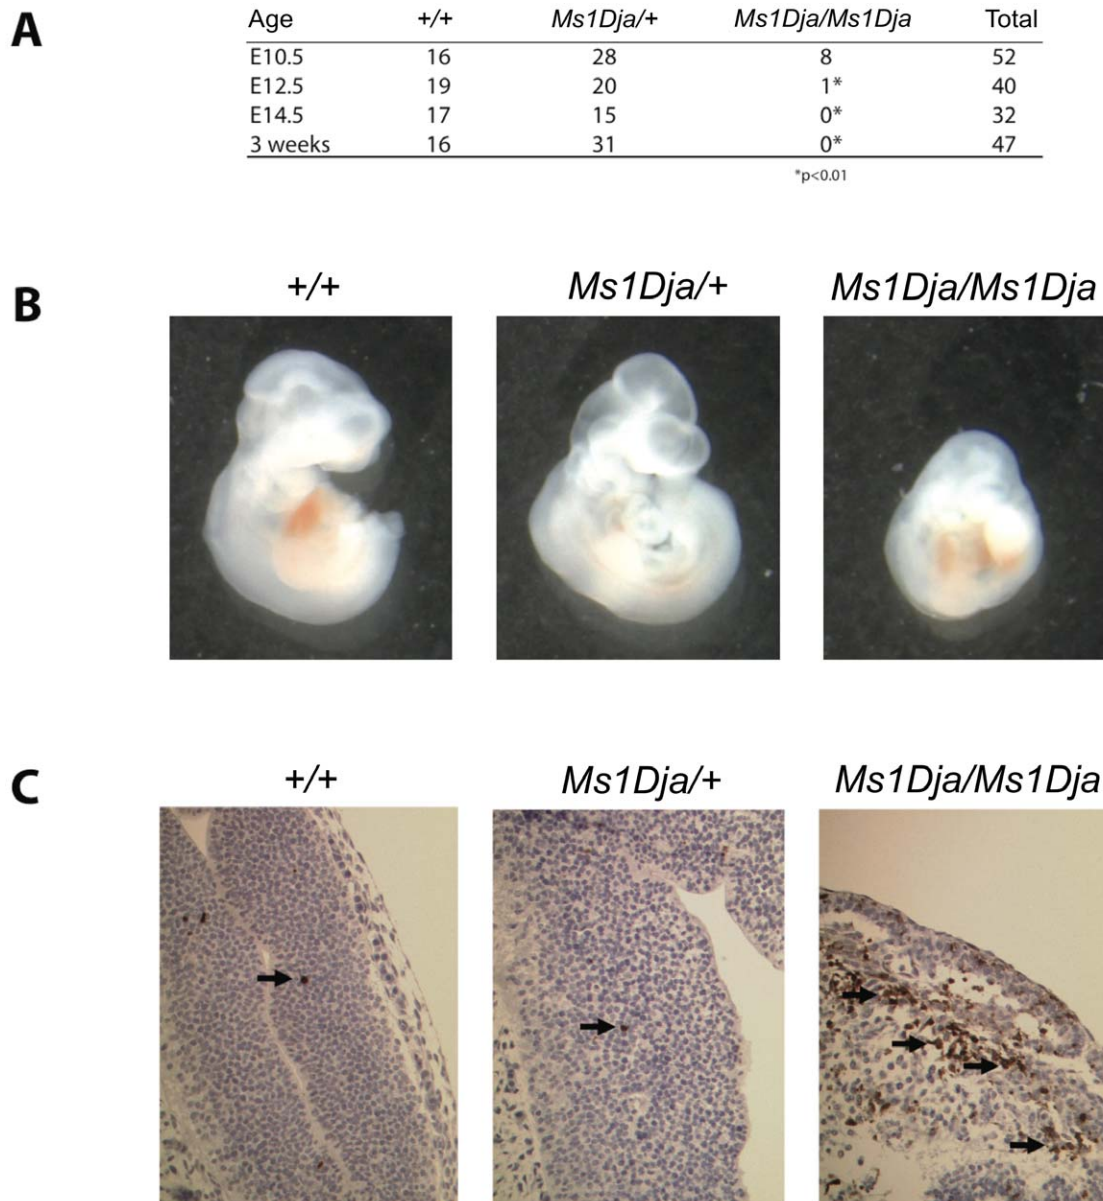 A
Age +/+ Ms1Dja/+ Ms1Dja/Ms1Dja Total
E10.5 16 28 8 52
E12.5 19 20 1* 40
E14.5 17 15 0* 32
3 weeks 16 31 0* 47
*p<0.01
B
+/+ Ms1Dja/+ Ms1Dja/Ms1Dja
C
+/+ Ms1Dja/+ Ms1Dja/Ms1Dja